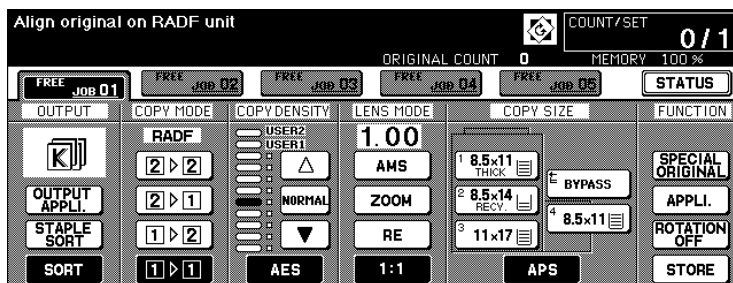 Align original on RADF unit
COUNT/SET
0/1
ORIGINAL COUNT 0 MEMORY 100 %
FREE JOB 01
FREE JOB 02
FREE JOB 03
FREE JOB 04
FREE JOB 05
STATUS
OUTPUT
COPY MODE
COPY DENSITY
LENS MODE
COPY SIZE
FUNCTION
K
OUTPUT APPLI.
STAPLE SORT
SORT
RADF
2 ▷ 2
2 ▷ 1
1 ▷ 2
1 ▷ 1
USER2
USER1
△
NORMAL
▼
AES
1.00
AMS
ZOOM
RE
1:1
1 8.5x11
THICK
2 8.5x14
RECY.
3 11x17
BYPASS
4 8.5x11
APS
SPECIAL ORIGINAL
APPLI.
ROTATION OFF
STORE